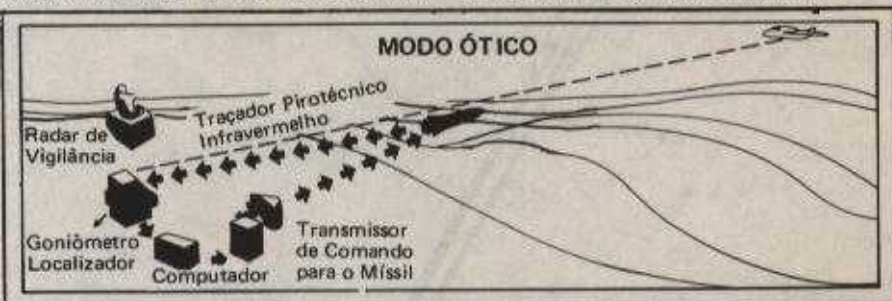 MODO ÓTICO
Traçador Pirotécnico
Infravermelho
Radar de
Vigilância
Goniômetro
Localizador
Computador
Transmissor
de Comando
para o Míssil